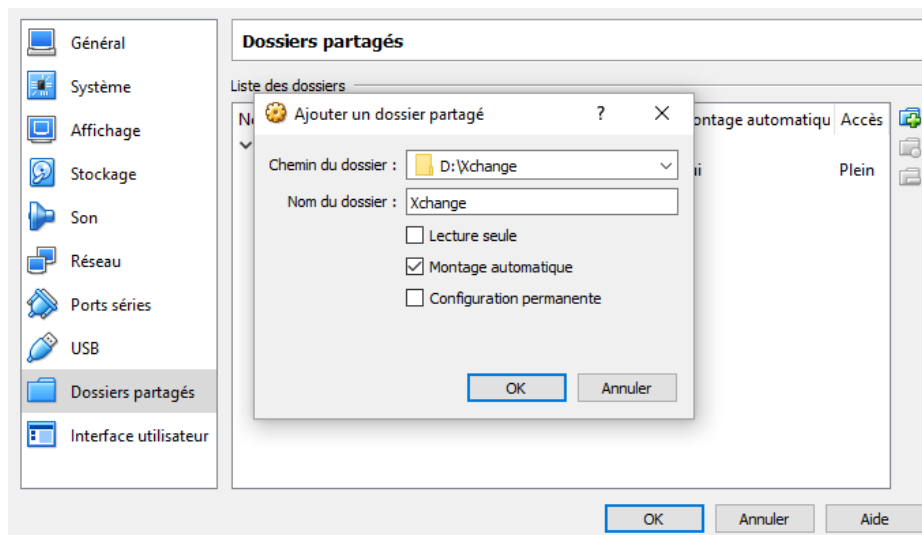 Général
Système
Affichage
Stockage
Son
Réseau
Ports séries
USB
Dossiers partagés
Interface utilisateur
Dossiers partagés
Liste des dossiers
ontage automatiqu Accès
Plein
Ajouter un dossier partagé ?
Chemin du dossier : D:\Xchange
Nom du dossier : Xchange
Lecture seule
Montage automatique
Configuration permanente
OK Annuler
OK Annuler Aide